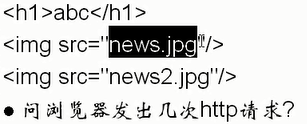 <h1>abc</h1>
<img src="news.jpg"/>
<img src="news2.jpg"/>
● 问浏览器发出几次http请求?